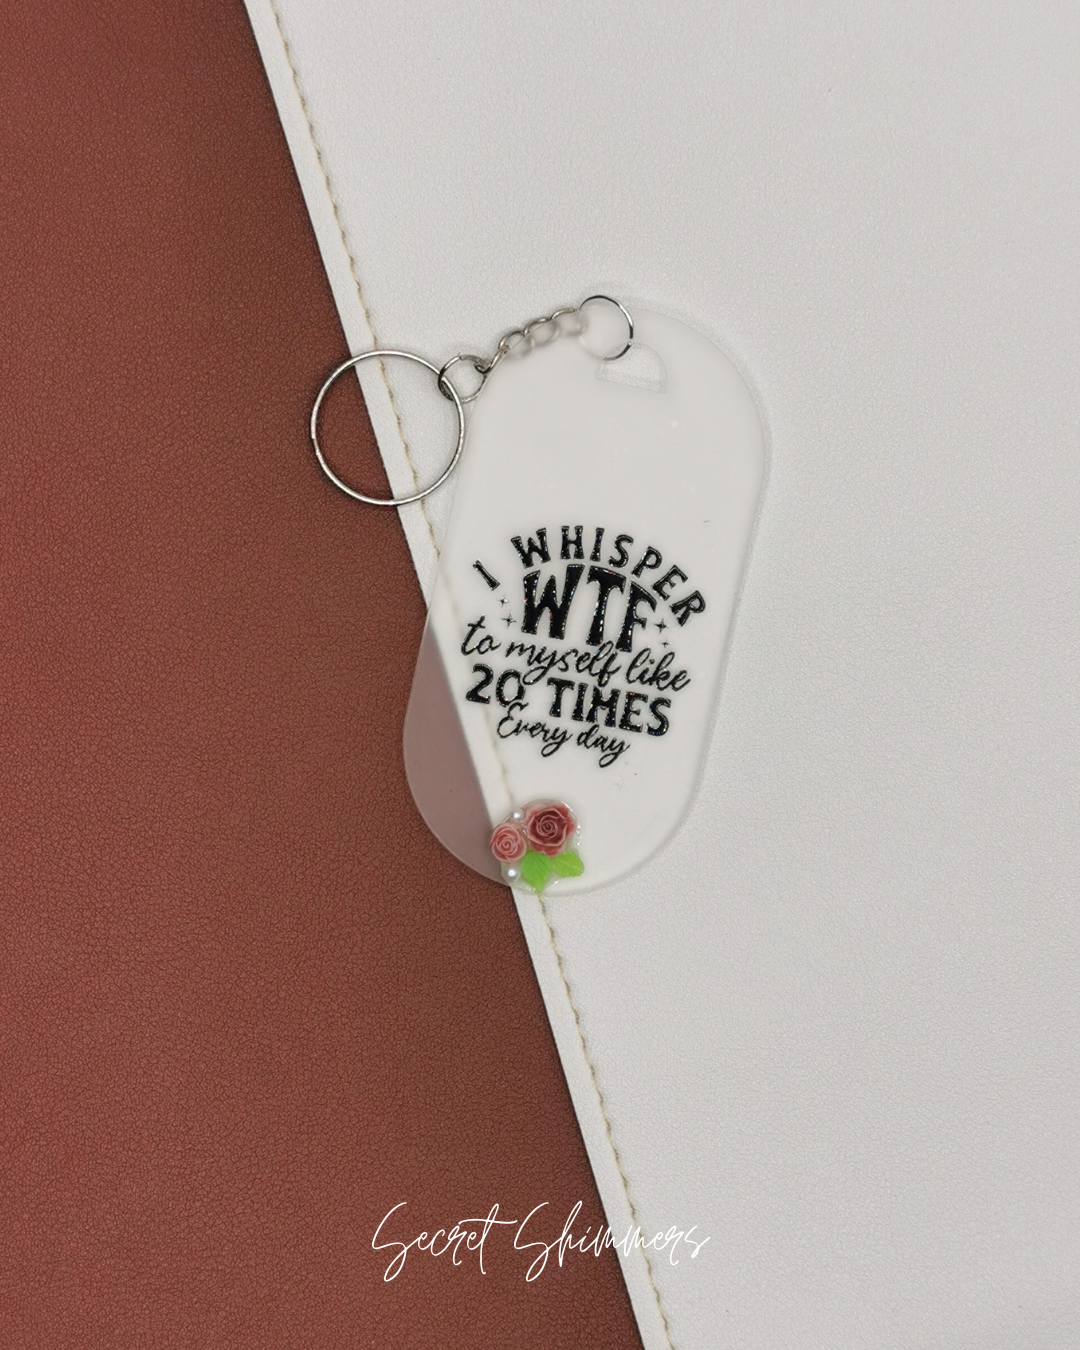 I WHISPER
WTF
to myself like
20 TIMES
Every day
Secret Shimmers